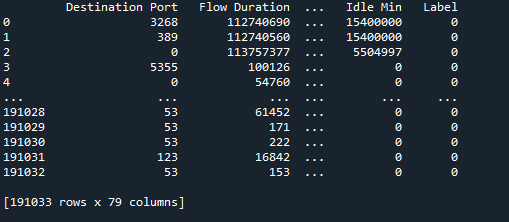 Destination Port Flow Duration ... Idle Min Label
0 3268 112740690 ... 15400000 0
1 389 112740560 ... 15400000 0
2 0 113757377 ... 5504997 0
3 5355 100126 ... 0 0
4 0 54760 ... 0 0
... ... ... ... ... ...
191028 53 61452 ... 0 0
191029 53 171 ... 0 0
191030 53 222 ... 0 0
191031 123 16842 ... 0 0
191032 53 153 ... 0 0
[191033 rows x 79 columns]